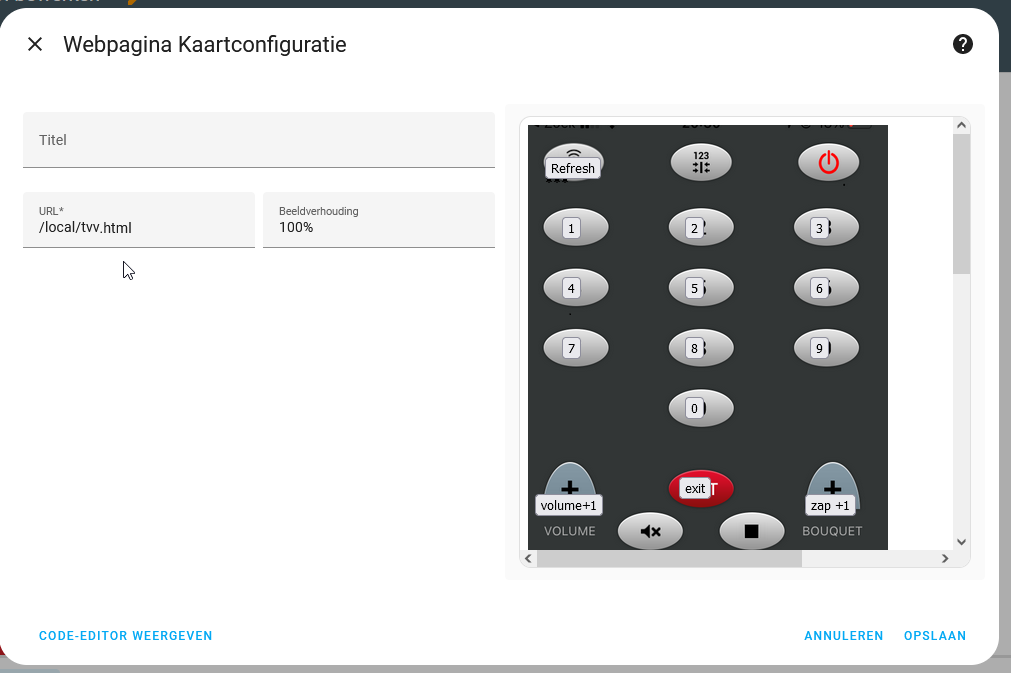 Webpagina Kaartconfiguratie
Titel
URL*
/local/tvv.html
Beeldverhouding
100%
Refresh
123
1
2
3
4
5
6
7
8
9
0
volume+1
exit
zap +1
VOLUME
BOUQUET
CODE-EDITOR WEERGEVEN
ANNULEREN
OPSLAAN